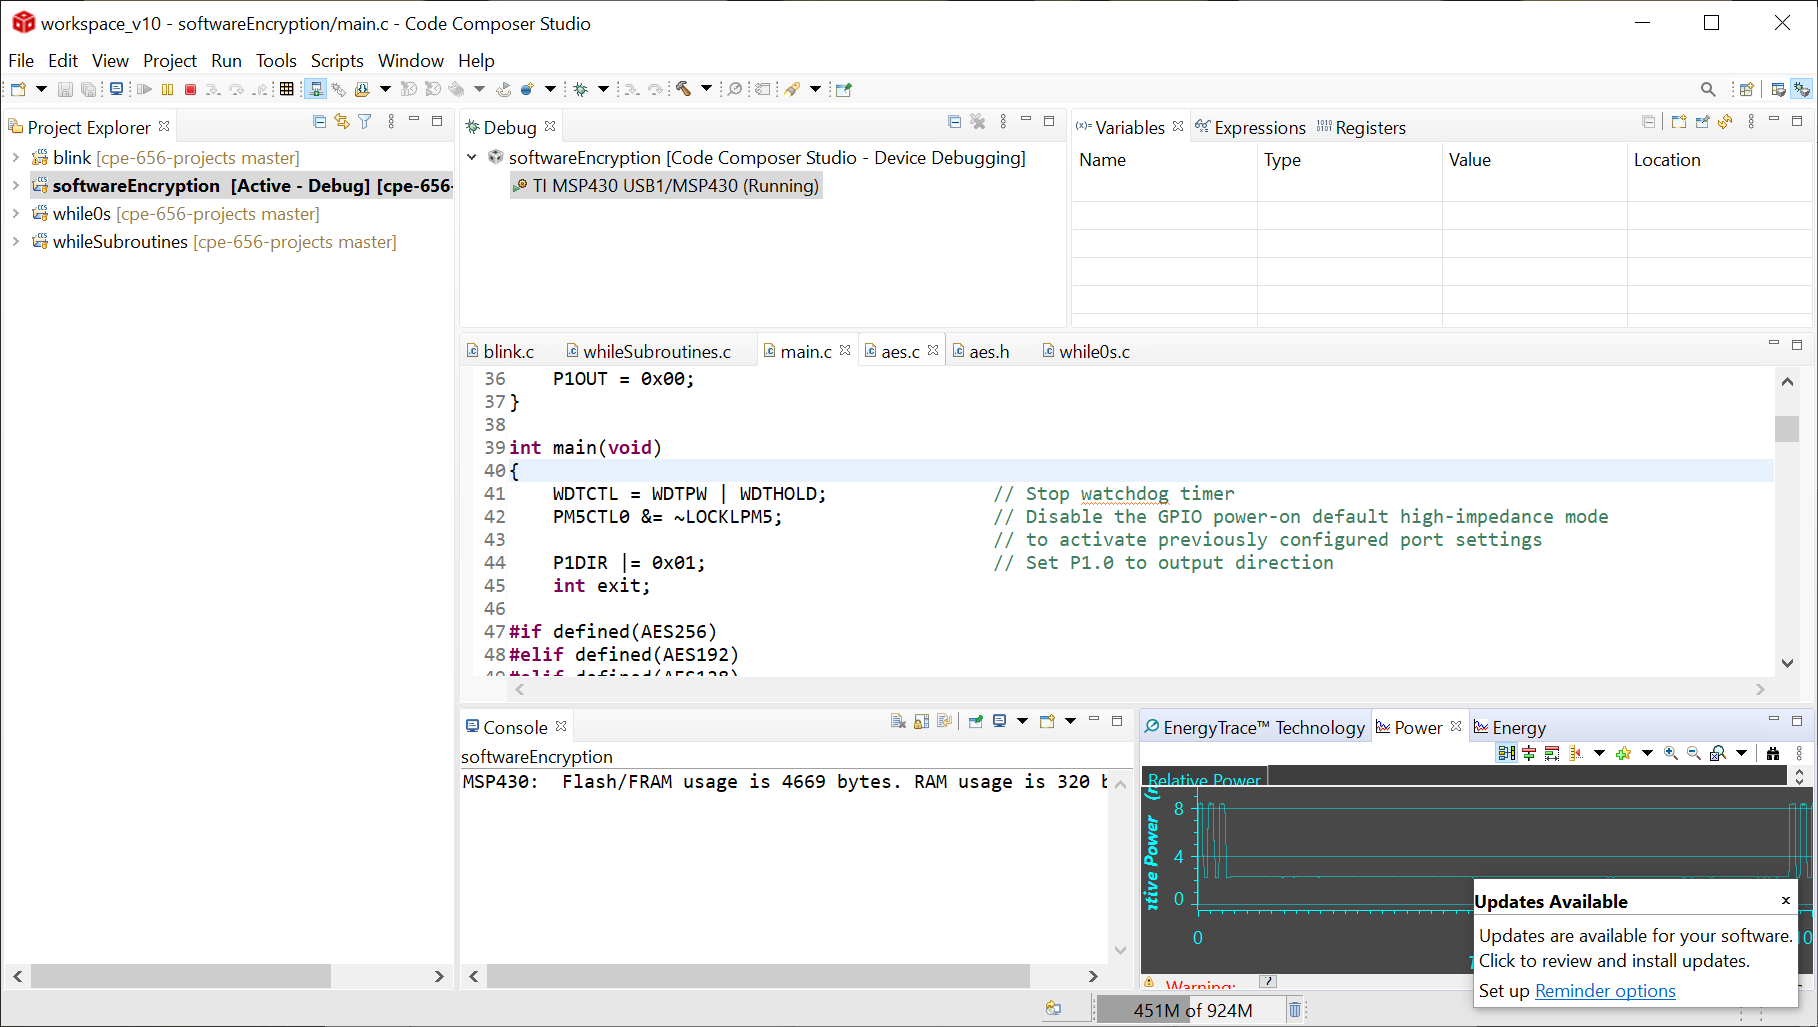 workspace_v10 - softwareEncryption/main.c - Code Composer Studio
File Edit View Project Run Tools Scripts Window Help
Project Explorer
blink [cpe-656-projects master]
softwareEncryption [Active - Debug] [cpe-656-
while0s [cpe-656-projects master]
whileSubroutines [cpe-656-projects master]
Debug
softwareEncryption [Code Composer Studio - Device Debugging]
TI MSP430 USB1/MSP430 (Running)
(x)= Variables Expressions Registers
Name Type Value Location
blink.c whileSubroutines.c main.c aes.c aes.h while0s.c
36 P1OUT = 0x00;
37 }
38
39 int main(void)
40 {
41 WDTCTL = WDTPW | WDTHOLD; // Stop watchdog timer
42 PM5CTL0 &= ~LOCKLPM5; // Disable the GPIO power-on default high-impedance mode
43 // to activate previously configured port settings
44 P1DIR |= 0x01; // Set P1.0 to output direction
45 int exit;
46
47 #if defined(AES256)
48 #elif defined(AES192)
49 #elif defined(AES128)
Console
softwareEncryption
MSP430: Flash/FRAM usage is 4669 bytes. RAM usage is 320 b
EnergyTrace™ Technology Power Energy
Relative Power
8
4
0
0
10
ative Power (m
Warning: ?
Updates Available x
Updates are available for your software.
Click to review and install updates.
Set up Reminder options
451M of 924M